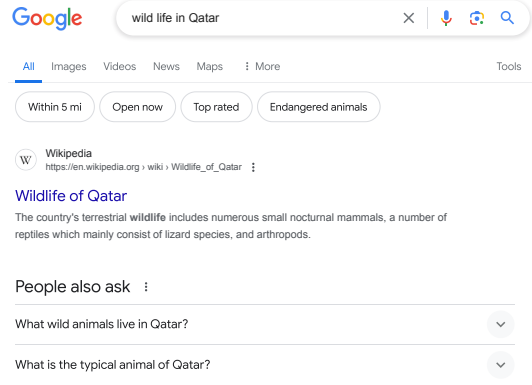 Google
wild life in Qatar
All Images Videos News Maps More Tools
Within 5 mi Open now Top rated Endangered animals
W Wikipedia
https://en.wikipedia.org › wiki › Wildlife_of_Qatar
Wildlife of Qatar
The country's terrestrial wildlife includes numerous small nocturnal mammals, a number of
reptiles which mainly consist of lizard species, and arthropods.
People also ask
What wild animals live in Qatar?
What is the typical animal of Qatar?